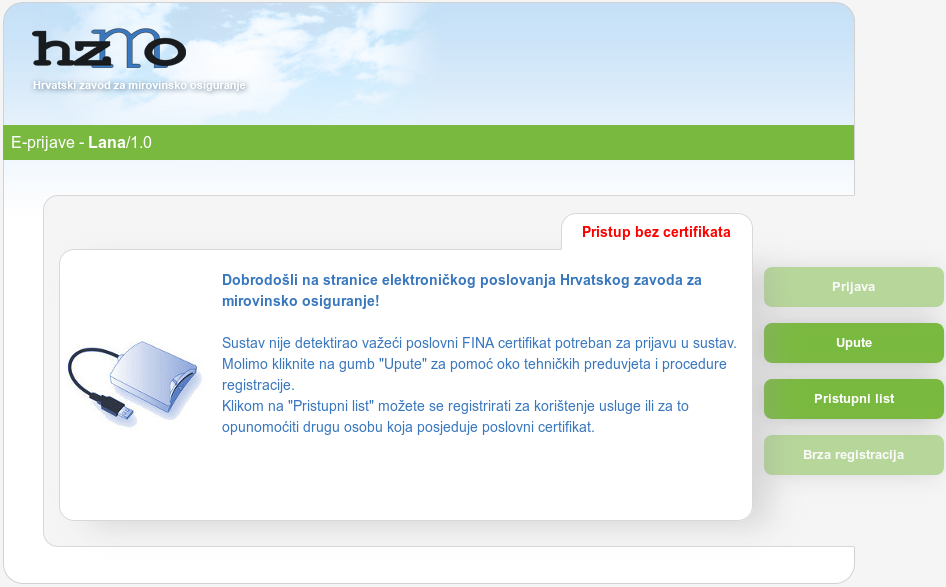 hzmo
Hrvatski zavod za mirovinsko osiguranje
E-prijave - Lana/1.0
Pristup bez certifikata
Dobrodošli na stranice elektroničkog poslovanja Hrvatskog zavoda za
mirovinsko osiguranje!
Sustav nije detektirao važeći poslovni FINA certifikat potreban za prijavu u sustav.
Molimo kliknite na gumb "Upute" za pomoć oko tehničkih preduvjeta i procedure
registracije.
Klikom na "Pristupni list" možete se registrirati za korištenje usluge ili za to
opunomoćiti drugu osobu koja posjeduje poslovni certifikat.
Prijava
Upute
Pristupni list
Brza registracija